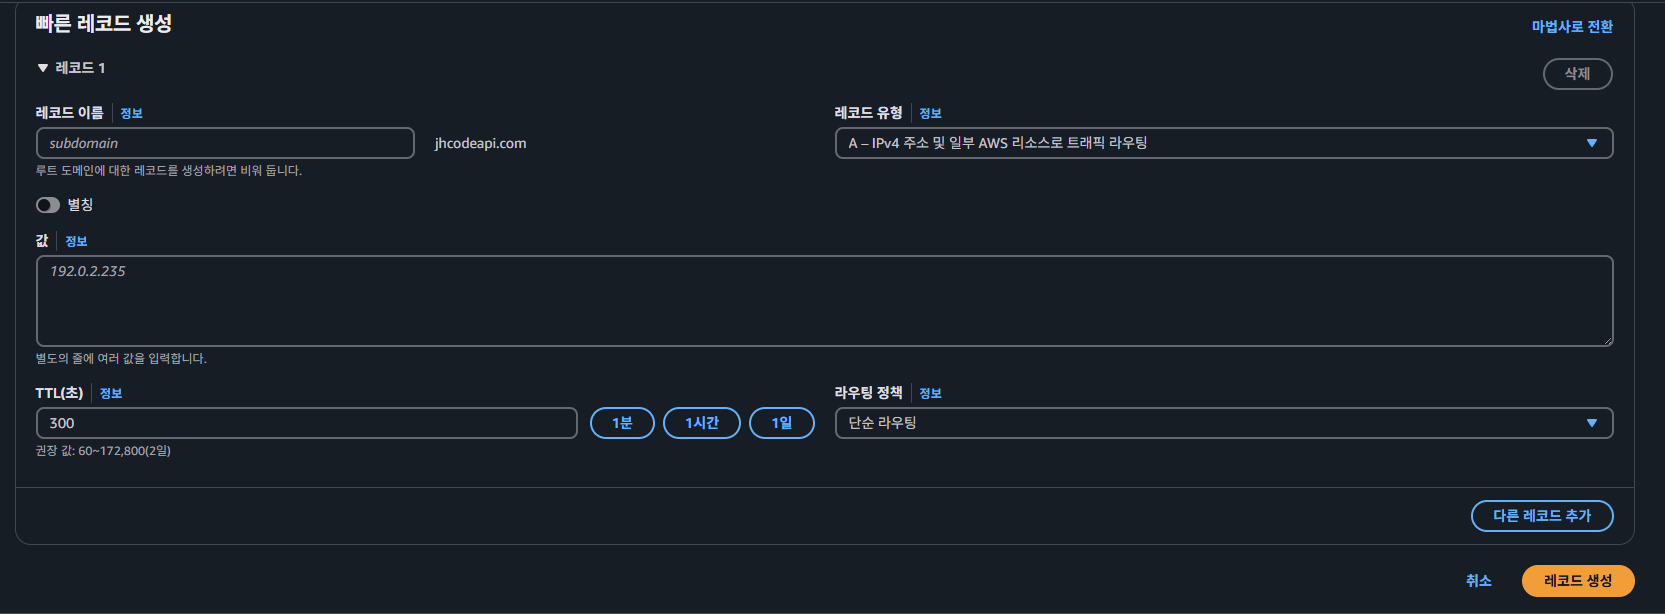 빠른 레코드 생성
마법사로 전환
▼ 레코드 1
삭제
레코드 이름 정보
레코드 유형 정보
subdomain
jhcodeapi.com
A – IPv4 주소 및 일부 AWS 리소스로 트래픽 라우팅
루트 도메인에 대한 레코드를 생성하려면 비워 둡니다.
별칭
값 정보
192.0.2.235
별도의 줄에 여러 값을 입력합니다.
TTL(초) 정보
라우팅 정책 정보
300
1분
1시간
1일
단순 라우팅
권장 값: 60~172,800(2일)
다른 레코드 추가
취소
레코드 생성